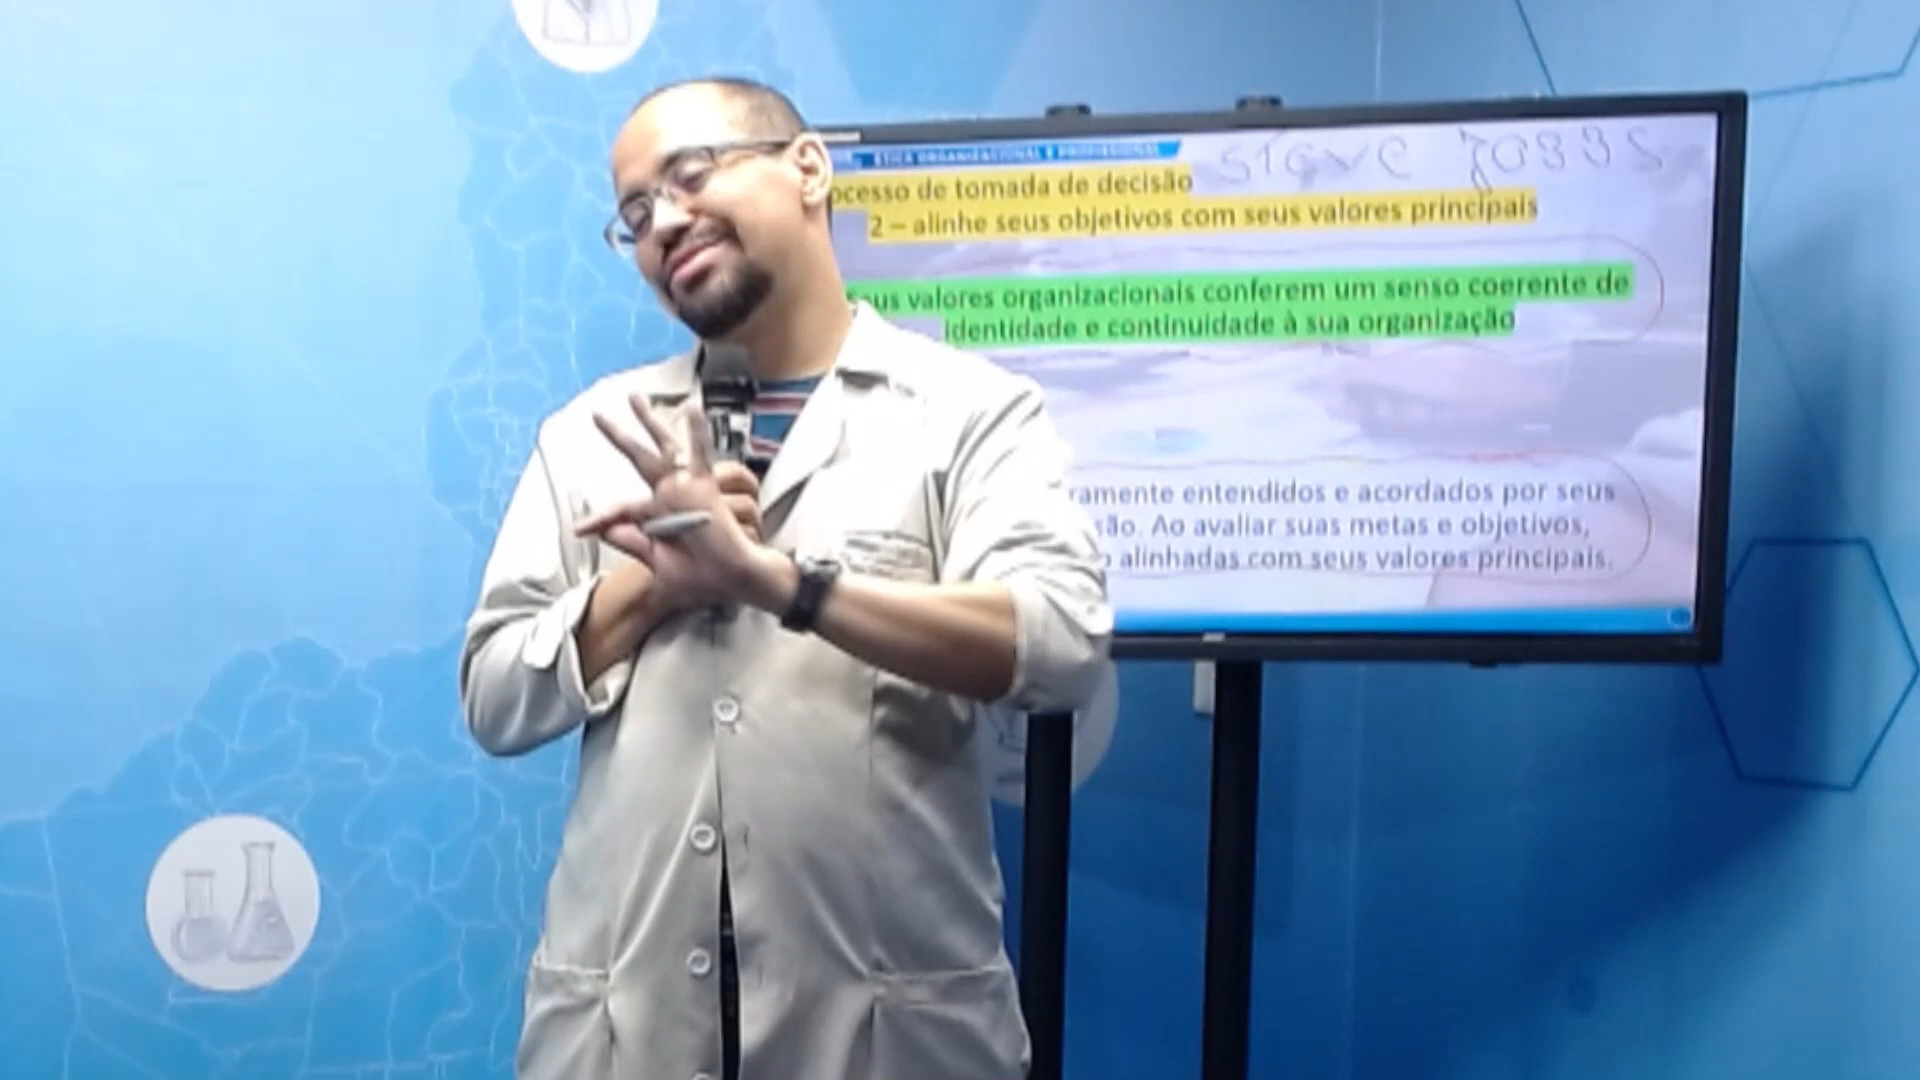 ÉTICA ORGANIZACIONAL E PROFISSIONAL
steve Jobbs
ocesso de tomada de decisão
2 – alinhe seus objetivos com seus valores principais
seus valores organizacionais conferem um senso coerente de
identidade e continuidade à sua organização
ramente entendidos e acordados por seus
são. Ao avaliar suas metas e objetivos,
o alinhadas com seus valores principais.